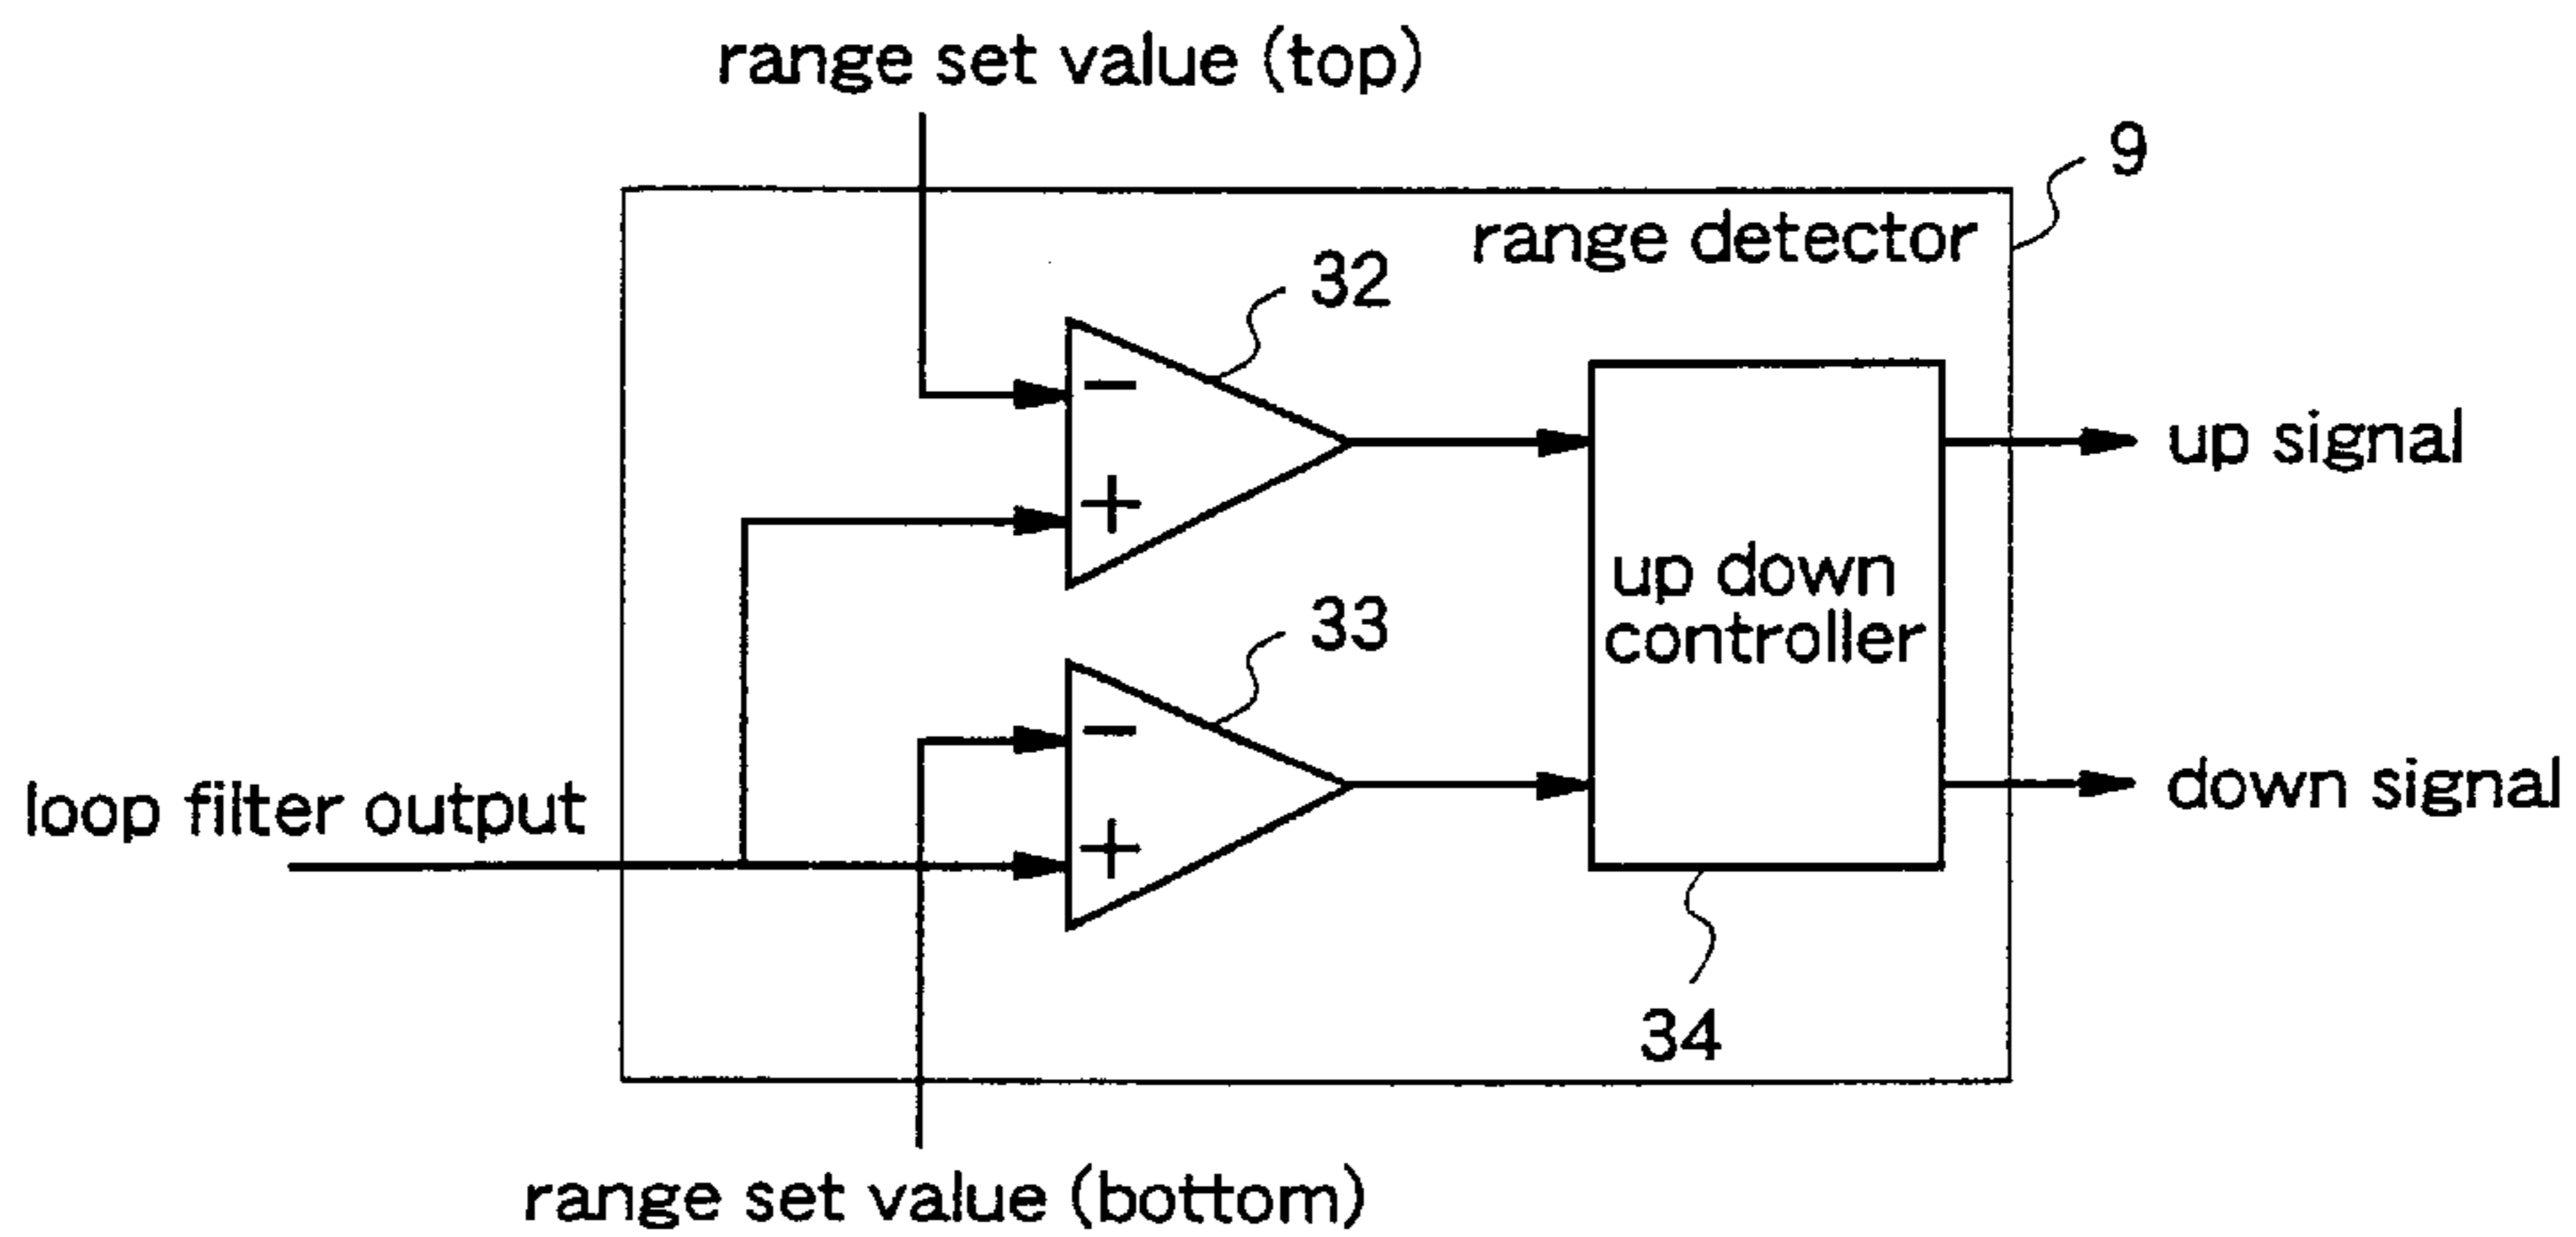 range set value (top)
9
range detector
32
−
+
up signal
up down
controller
33
−
+
loop filter output
down signal
34
range set value (bottom)